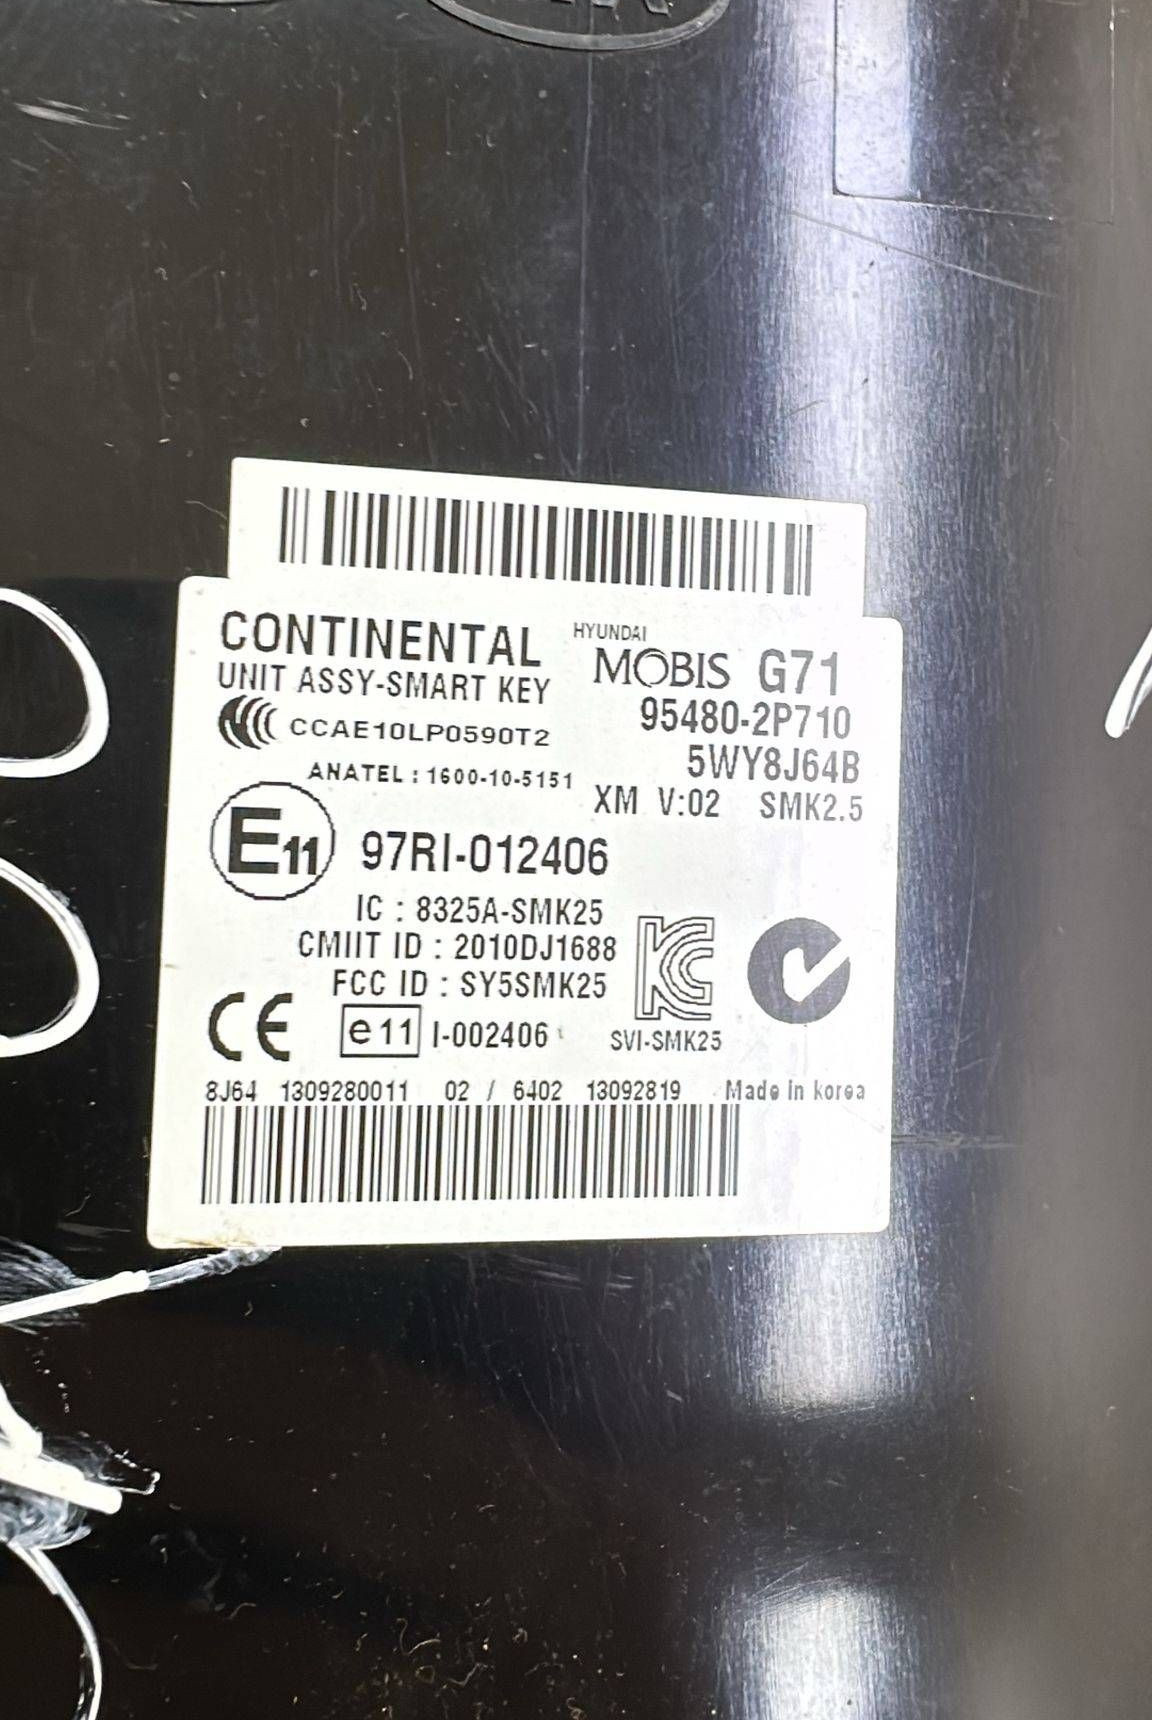 CONTINENTAL
UNIT ASSY-SMART KEY
HYUNDAI
MOBIS G71
95480-2P710
5WY8J64B
CCAE10LP0590T2
ANATEL : 1600-10-5151
XM V:02 SMK2.5
E11 97RI-012406
IC : 8325A-SMK25
CMIIT ID : 2010DJ1688
FCC ID : SY5SMK25
KC
CE e11 I-002406
SVI-SMK25
8J64 1309280011 02 / 6402 13092819 Made in korea